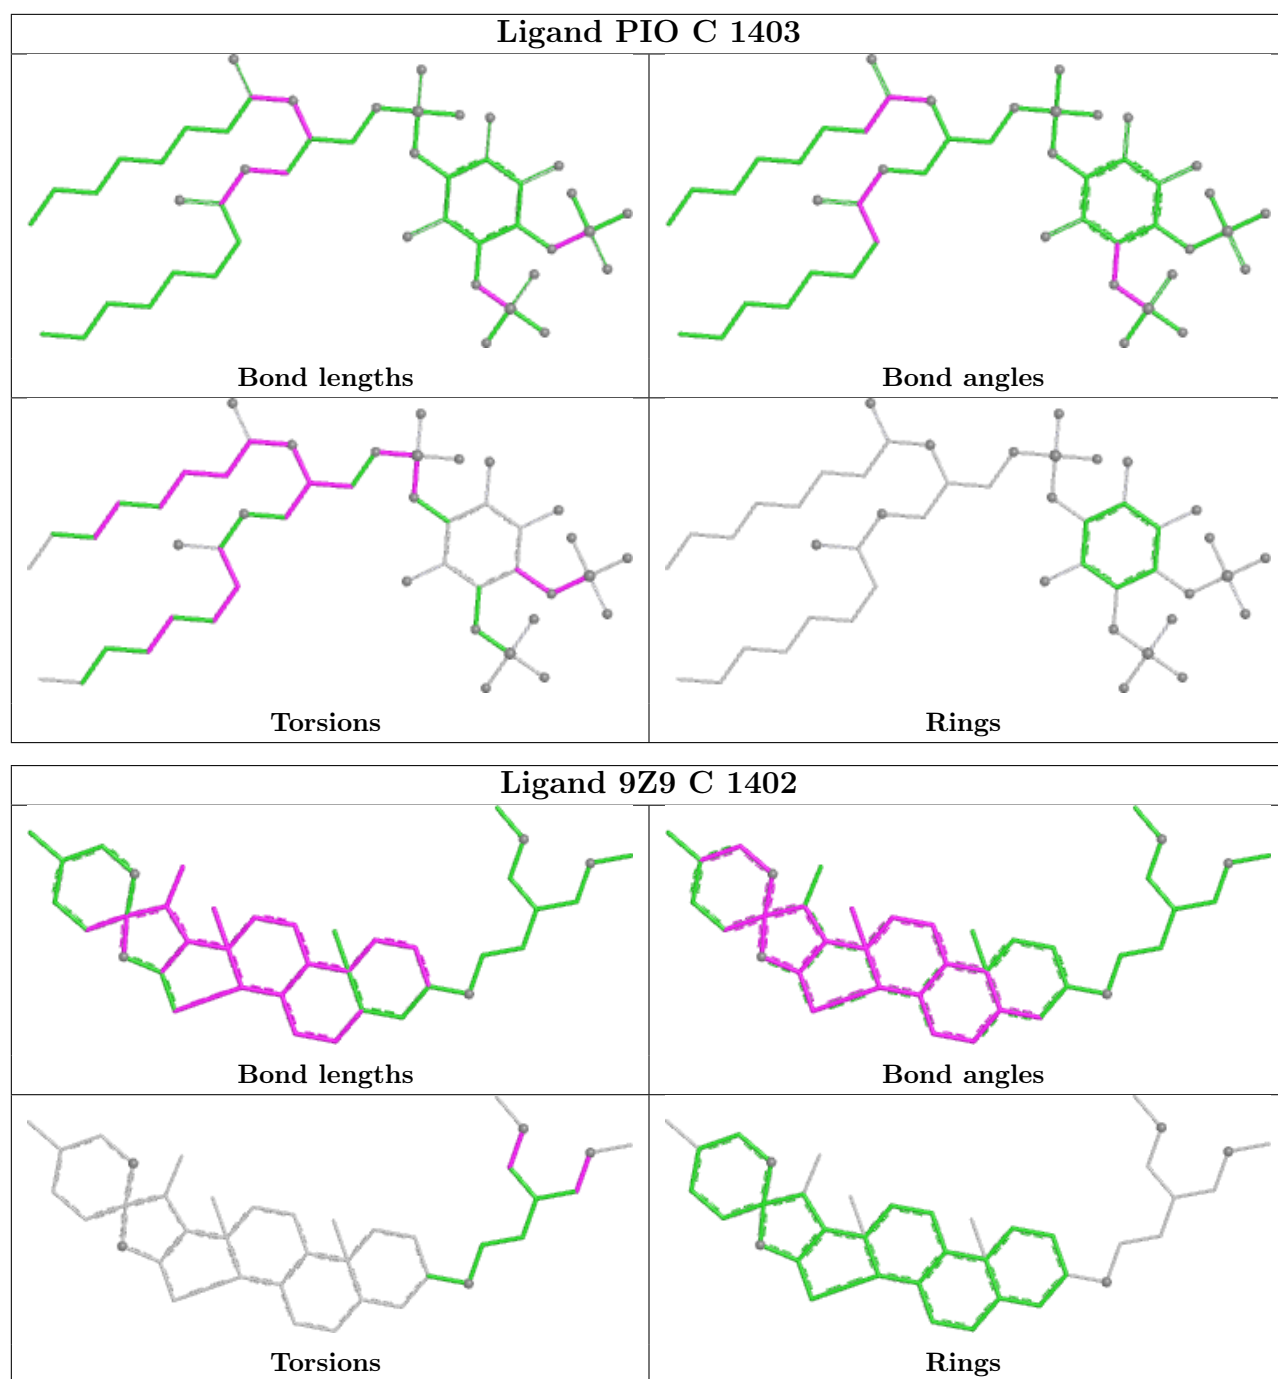 Ligand PIO C 1403
Bond lengths
Bond angles
Torsions
Rings
Ligand 9Z9 C 1402
Bond lengths
Bond angles
Torsions
Rings